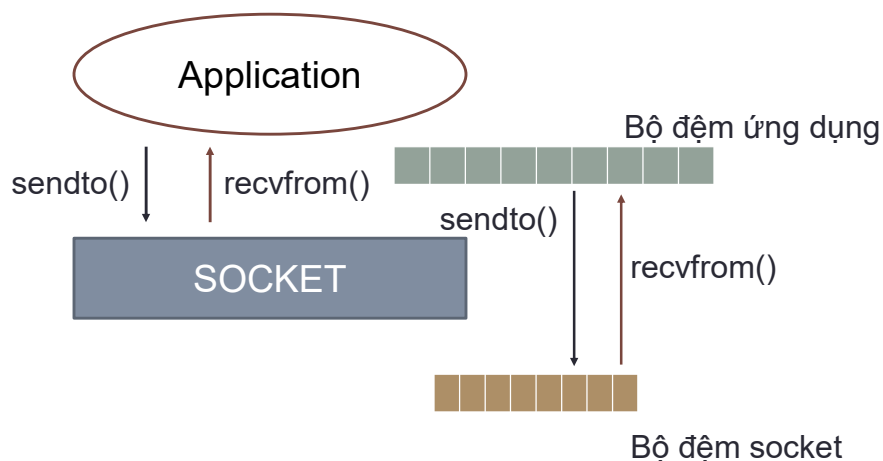 Application
Bộ đệm ứng dụng
sendto()
recvfrom()
sendto()
recvfrom()
SOCKET
Bộ đệm socket